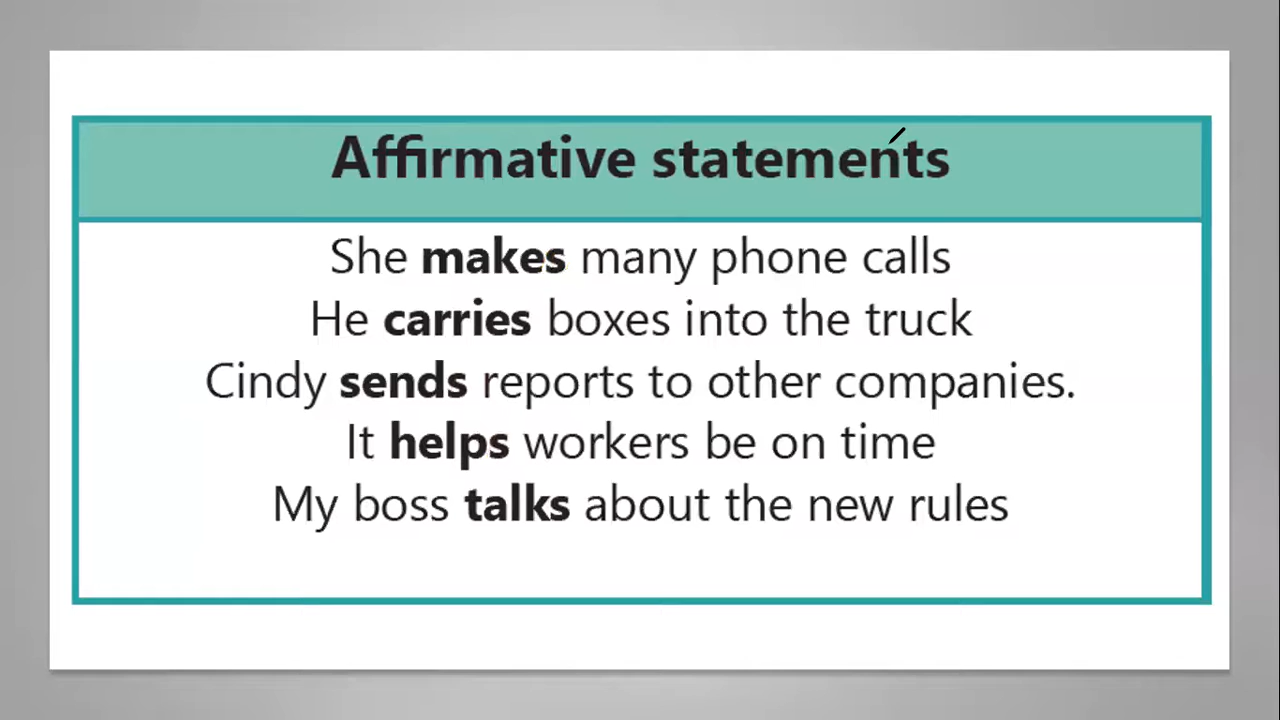 Affirmative statements
She makes many phone calls
He carries boxes into the truck
Cindy sends reports to other companies.
It helps workers be on time
My boss talks about the new rules